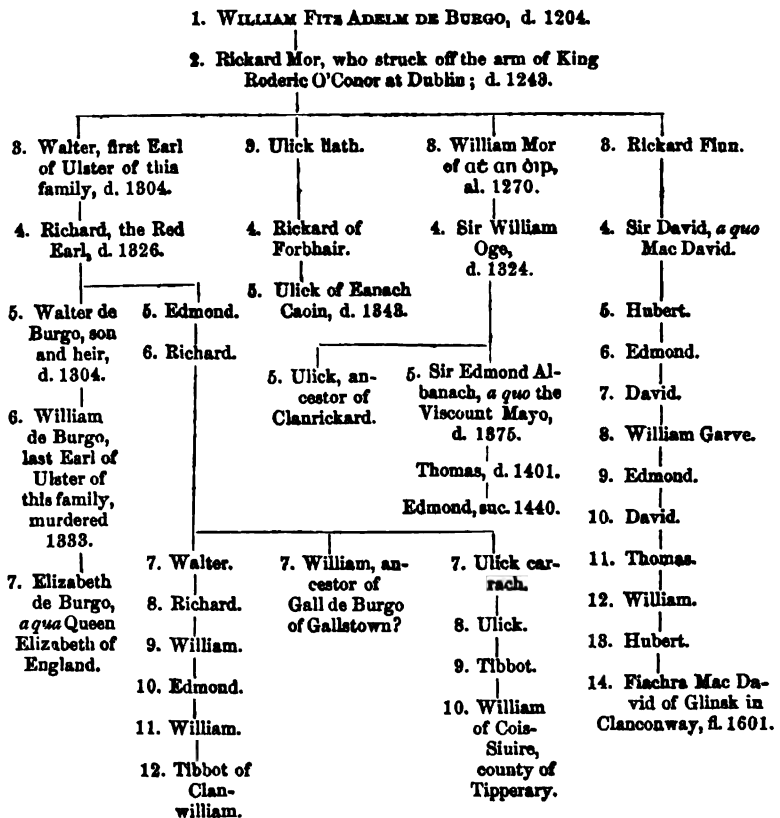 1. WILLIAM FITZ ADELM DE BURGO, d. 1204.
2. Rickard Mor, who struck off the arm of King
Roderic O'Conor at Dublin; d. 1243.
3. Walter, first Earl
of Ulster of this
family, d. 1304.
3. Ulick Hath.
3. William Mor
of ac an ḋip,
al. 1270.
3. Rickard Finn.
4. Richard, the Red
Earl, d. 1326.
4. Rickard of
Forbhair.
4. Sir William
Oge,
d. 1324.
4. Sir David, a quo
Mac David.
5. Walter de
Burgo, son
and heir,
d. 1304.
5. Edmond.
6. Richard.
5. Ulick of Eanach
Caoin, d. 1343.
5. Ulick, an-
cestor of
Clanrickard.
5. Sir Edmond Al-
banach, a quo the
Viscount Mayo,
d. 1375.
Thomas, d. 1401.
Edmond, suc. 1440.
5. Hubert.
6. Edmond.
7. David.
8. William Garve.
9. Edmond.
10. David.
11. Thomas.
12. William.
13. Hubert.
14. Fiachra Mac Da-
vid of Glinsk in
Clanconway, fl. 1601.
6. William
de Burgo,
last Earl of
Ulster of
this family,
murdered
1333.
7. Elizabeth
de Burgo,
a qua Queen
Elizabeth of
England.
7. Walter.
8. Richard.
9. William.
10. Edmond.
11. William.
12. Tibbot of
Clan-
william.
7. William, an-
cestor of
Gall de Burgo
of Gallstown?
7. Ulick car-
rach.
8. Ulick.
9. Tibbot.
10. William
of Cois-
Siuire,
county of
Tipperary.